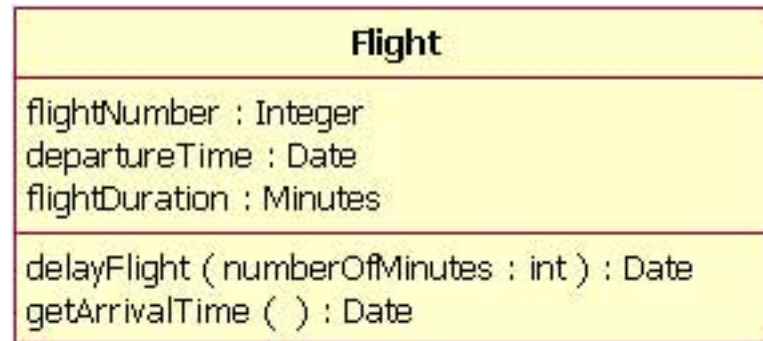 Flight
flightNumber : Integer
departureTime : Date
flightDuration : Minutes
delayFlight ( numberOfMinutes : int ) : Date
getArrivalTime ( ) : Date